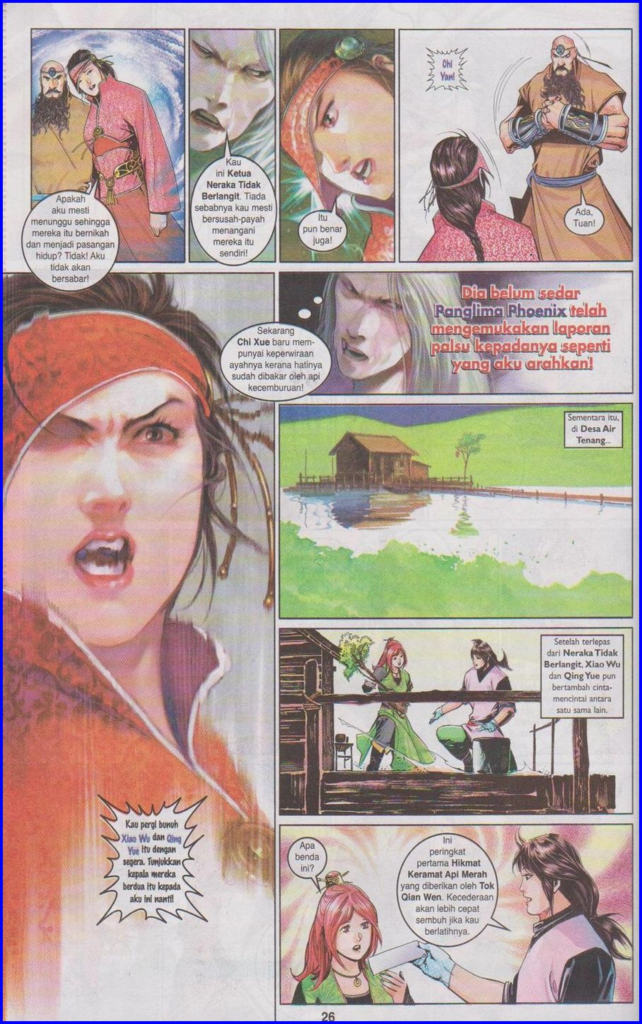 Apakah
aku mesti
menunggu sehingga
mereka itu bernikah
dan menjadi pasangan
hidup? Tidak! Aku
tidak akan
bersabar!
Kau
ini Ketua
Neraka Tidak
Berlangit. Tiada
sebabnya kau mesti
bersusah-payah
menangani
mereka itu
sendiri!
Itu
pun benar
juga!
Chi
Yan!
Ada,
Tuan!
Sekarang
Chi Xue baru mem-
punyai keperwiraan
ayahnya kerana hatinya
sudah dibakar oleh api
kecemburuan!
Dia belum sedar
Panglima Phoenix telah
mengemukakan laporan
palsu kepadanya seperti
yang aku arahkan!
Sementara itu,
di Desa Air
Tenang...
Setelah terlepas
dari Neraka Tidak
Berlangit, Xiao Wu
dan Qing Yue pun
bertambah cinta-
mencintai antara
satu sama lain.
Kau pergi bunuh
Xiao Wu dan Qing
Yue itu dengan
segera. Tunjukkan
kepala mereka
berdua itu kepada
aku ini nanti!!
Apa
benda
ini?
Ini
peringkat
pertama Hikmat
Keramat Api Merah
yang diberikan oleh Tok
Qian Wen. Kecederaan
akan lebih cepat
sembuh jika kau
berlatihnya.
26